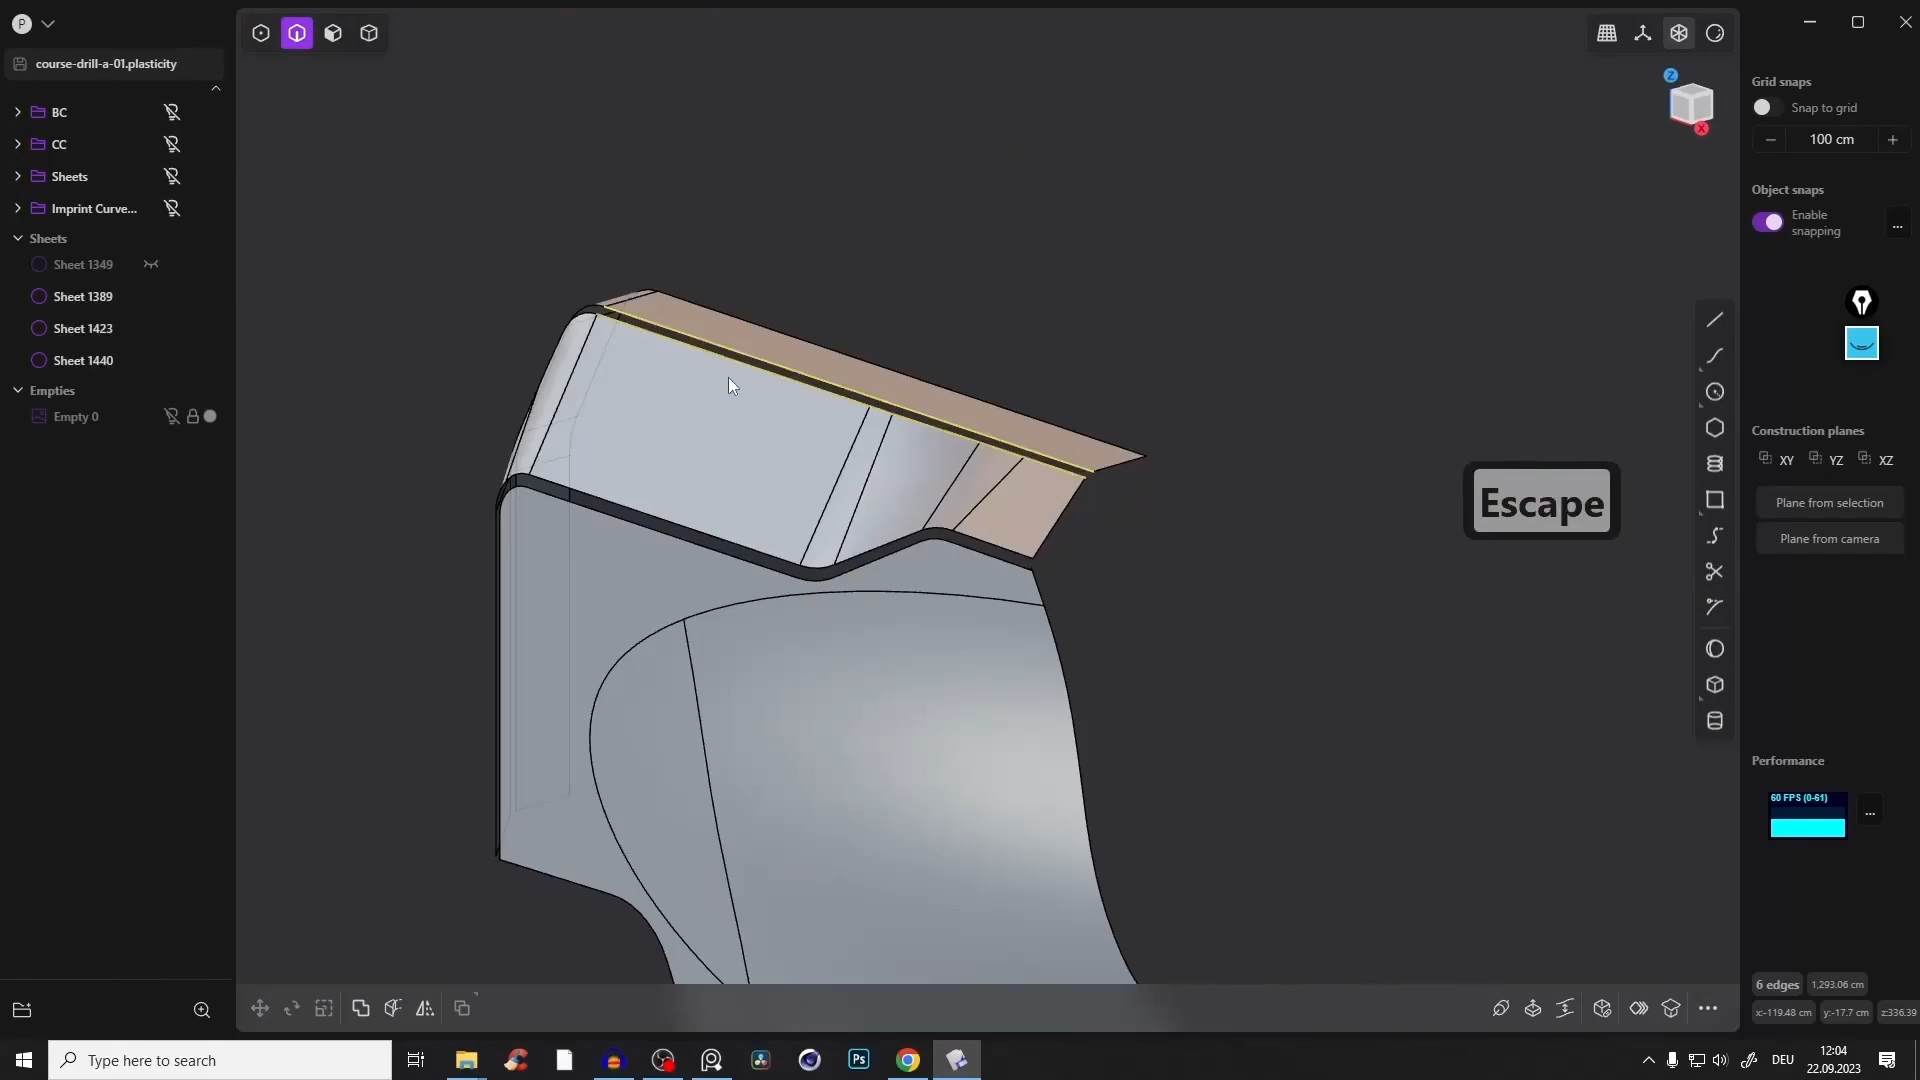 P
course-drill-a-01.plasticity
BC
CC
Sheets
Imprint Curve...
Sheets
Sheet 1349
Sheet 1389
Sheet 1423
Sheet 1440
Empties
Empty 0
Z
X
Grid snaps
Snap to grid
100 cm
Object snaps
Enable
snapping
...
Construction planes
XY
YZ
XZ
Plane from selection
Plane from camera
Escape
Performance
60 FPS (0-61)
...
6 edges
1,293.06 cm
x:-119.48 cm
y:-17.7 cm
z:336.39
Type here to search
Ps
DEU
12:04
22.09.2023